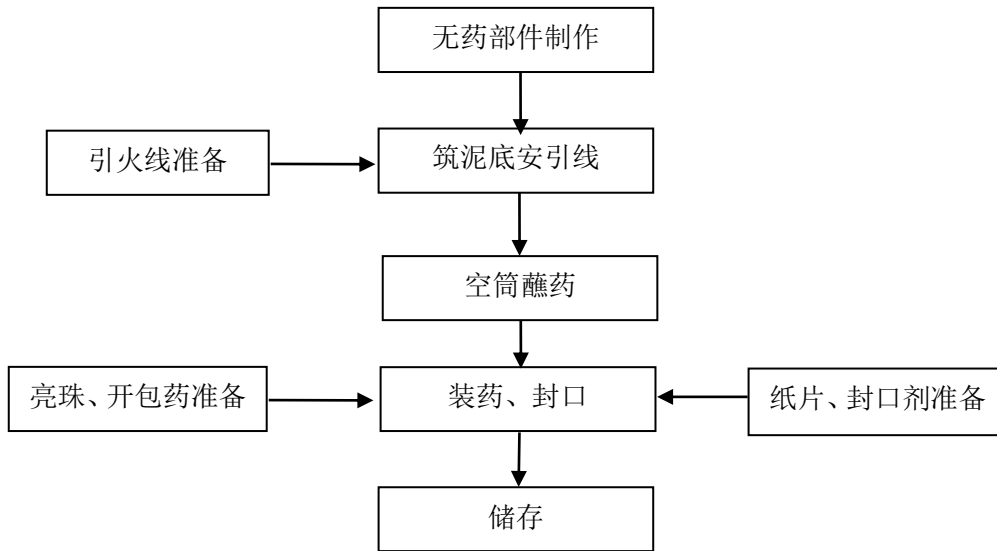 无药部件制作
引火线准备
筑泥底安引线
空筒蘸药
亮珠、开包药准备
装药、封口
纸片、封口剂准备
储存